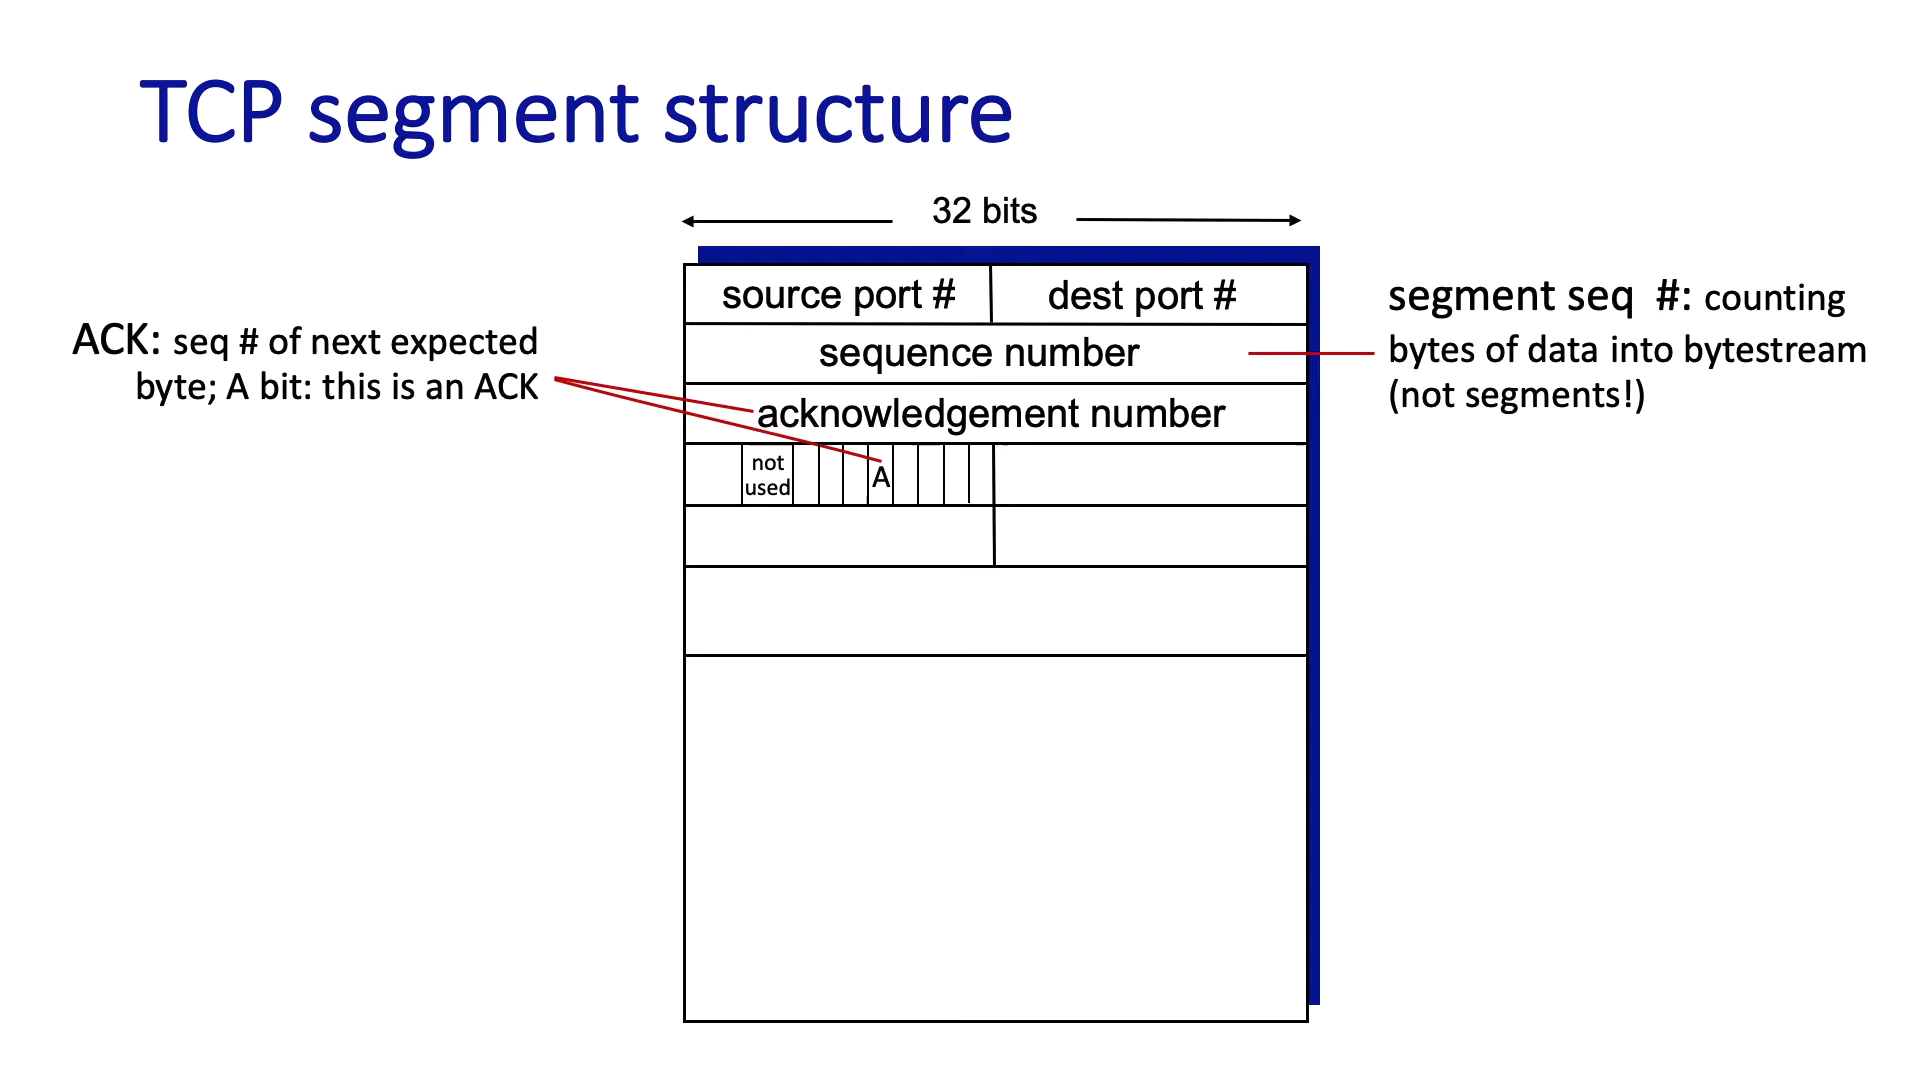 TCP segment structure
32 bits
source port #
dest port #
segment seq #: counting
bytes of data into bytestream
(not segments!)
ACK: seq # of next expected
byte; A bit: this is an ACK
sequence number
acknowledgement number
not
used
A